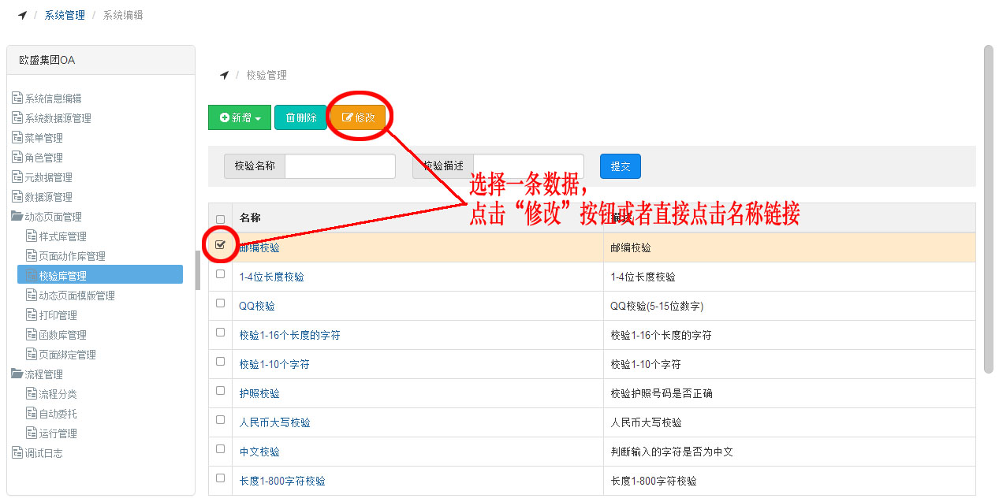 / 系统管理 / 系统编辑
欧盛集团OA
系统信息编辑
系统数据源管理
菜单管理
角色管理
元数据管理
数据源管理
动态页面管理
样式库管理
页面动作库管理
校验库管理
动态页面模版管理
打印管理
函数库管理
页面绑定管理
流程管理
流程分类
自动委托
运行管理
调试日志
/ 校验管理
新增 删除 修改
校验名称 校验描述 提交
选择一条数据，
点击“修改”按钮或者直接点击名称链接
名称 描述
邮编校验 邮编校验
1-4位长度校验 1-4位长度校验
QQ校验 QQ校验(5-15位数字)
校验1-16个长度的字符 校验1-16个长度的字符
校验1-10个字符 校验1-10个字符
护照校验 校验护照号码是否正确
人民币大写校验 人民币大写校验
中文校验 判断输入的字符是否为中文
长度1-800字符校验 长度1-800字符校验